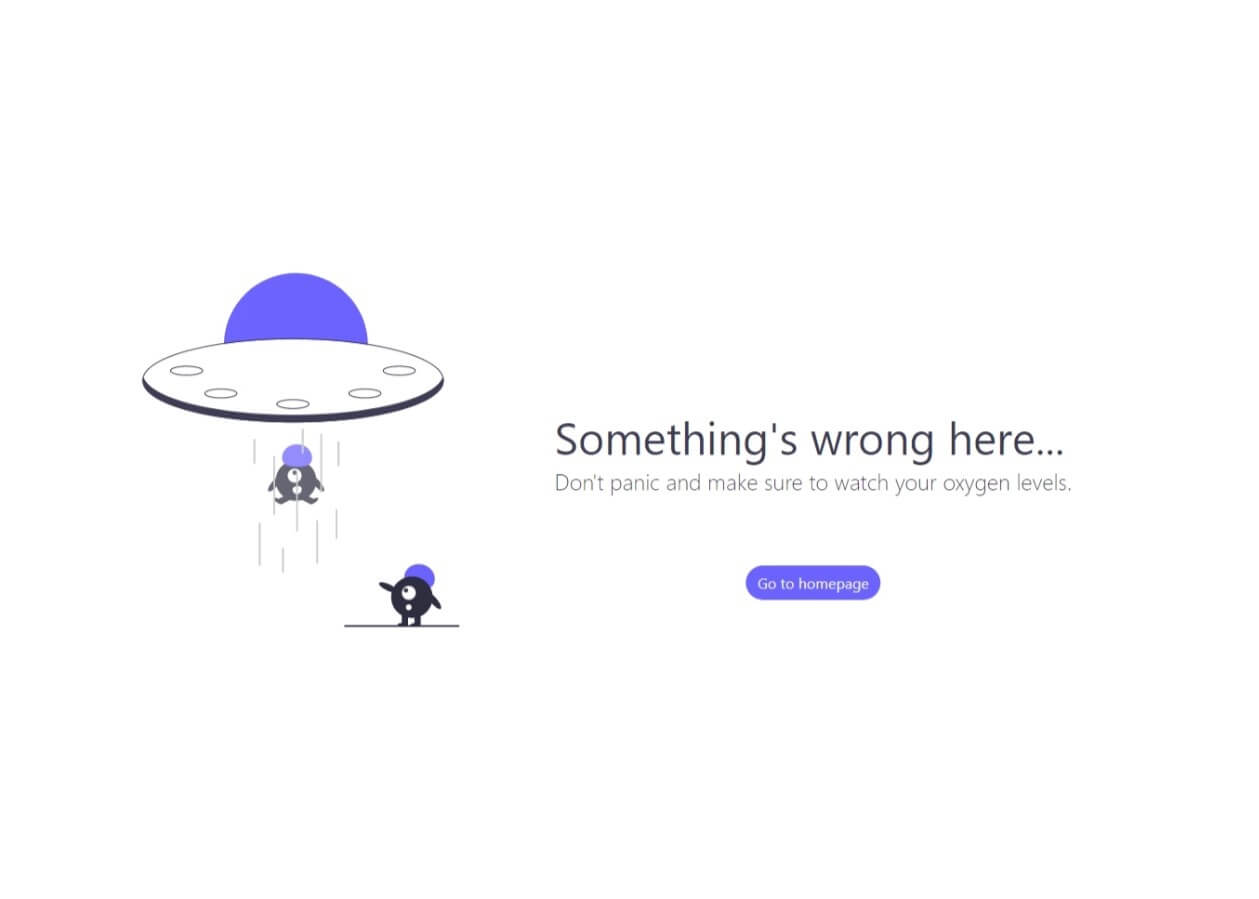 Something's wrong here...
Don't panic and make sure to watch your oxygen levels.
Go to homepage